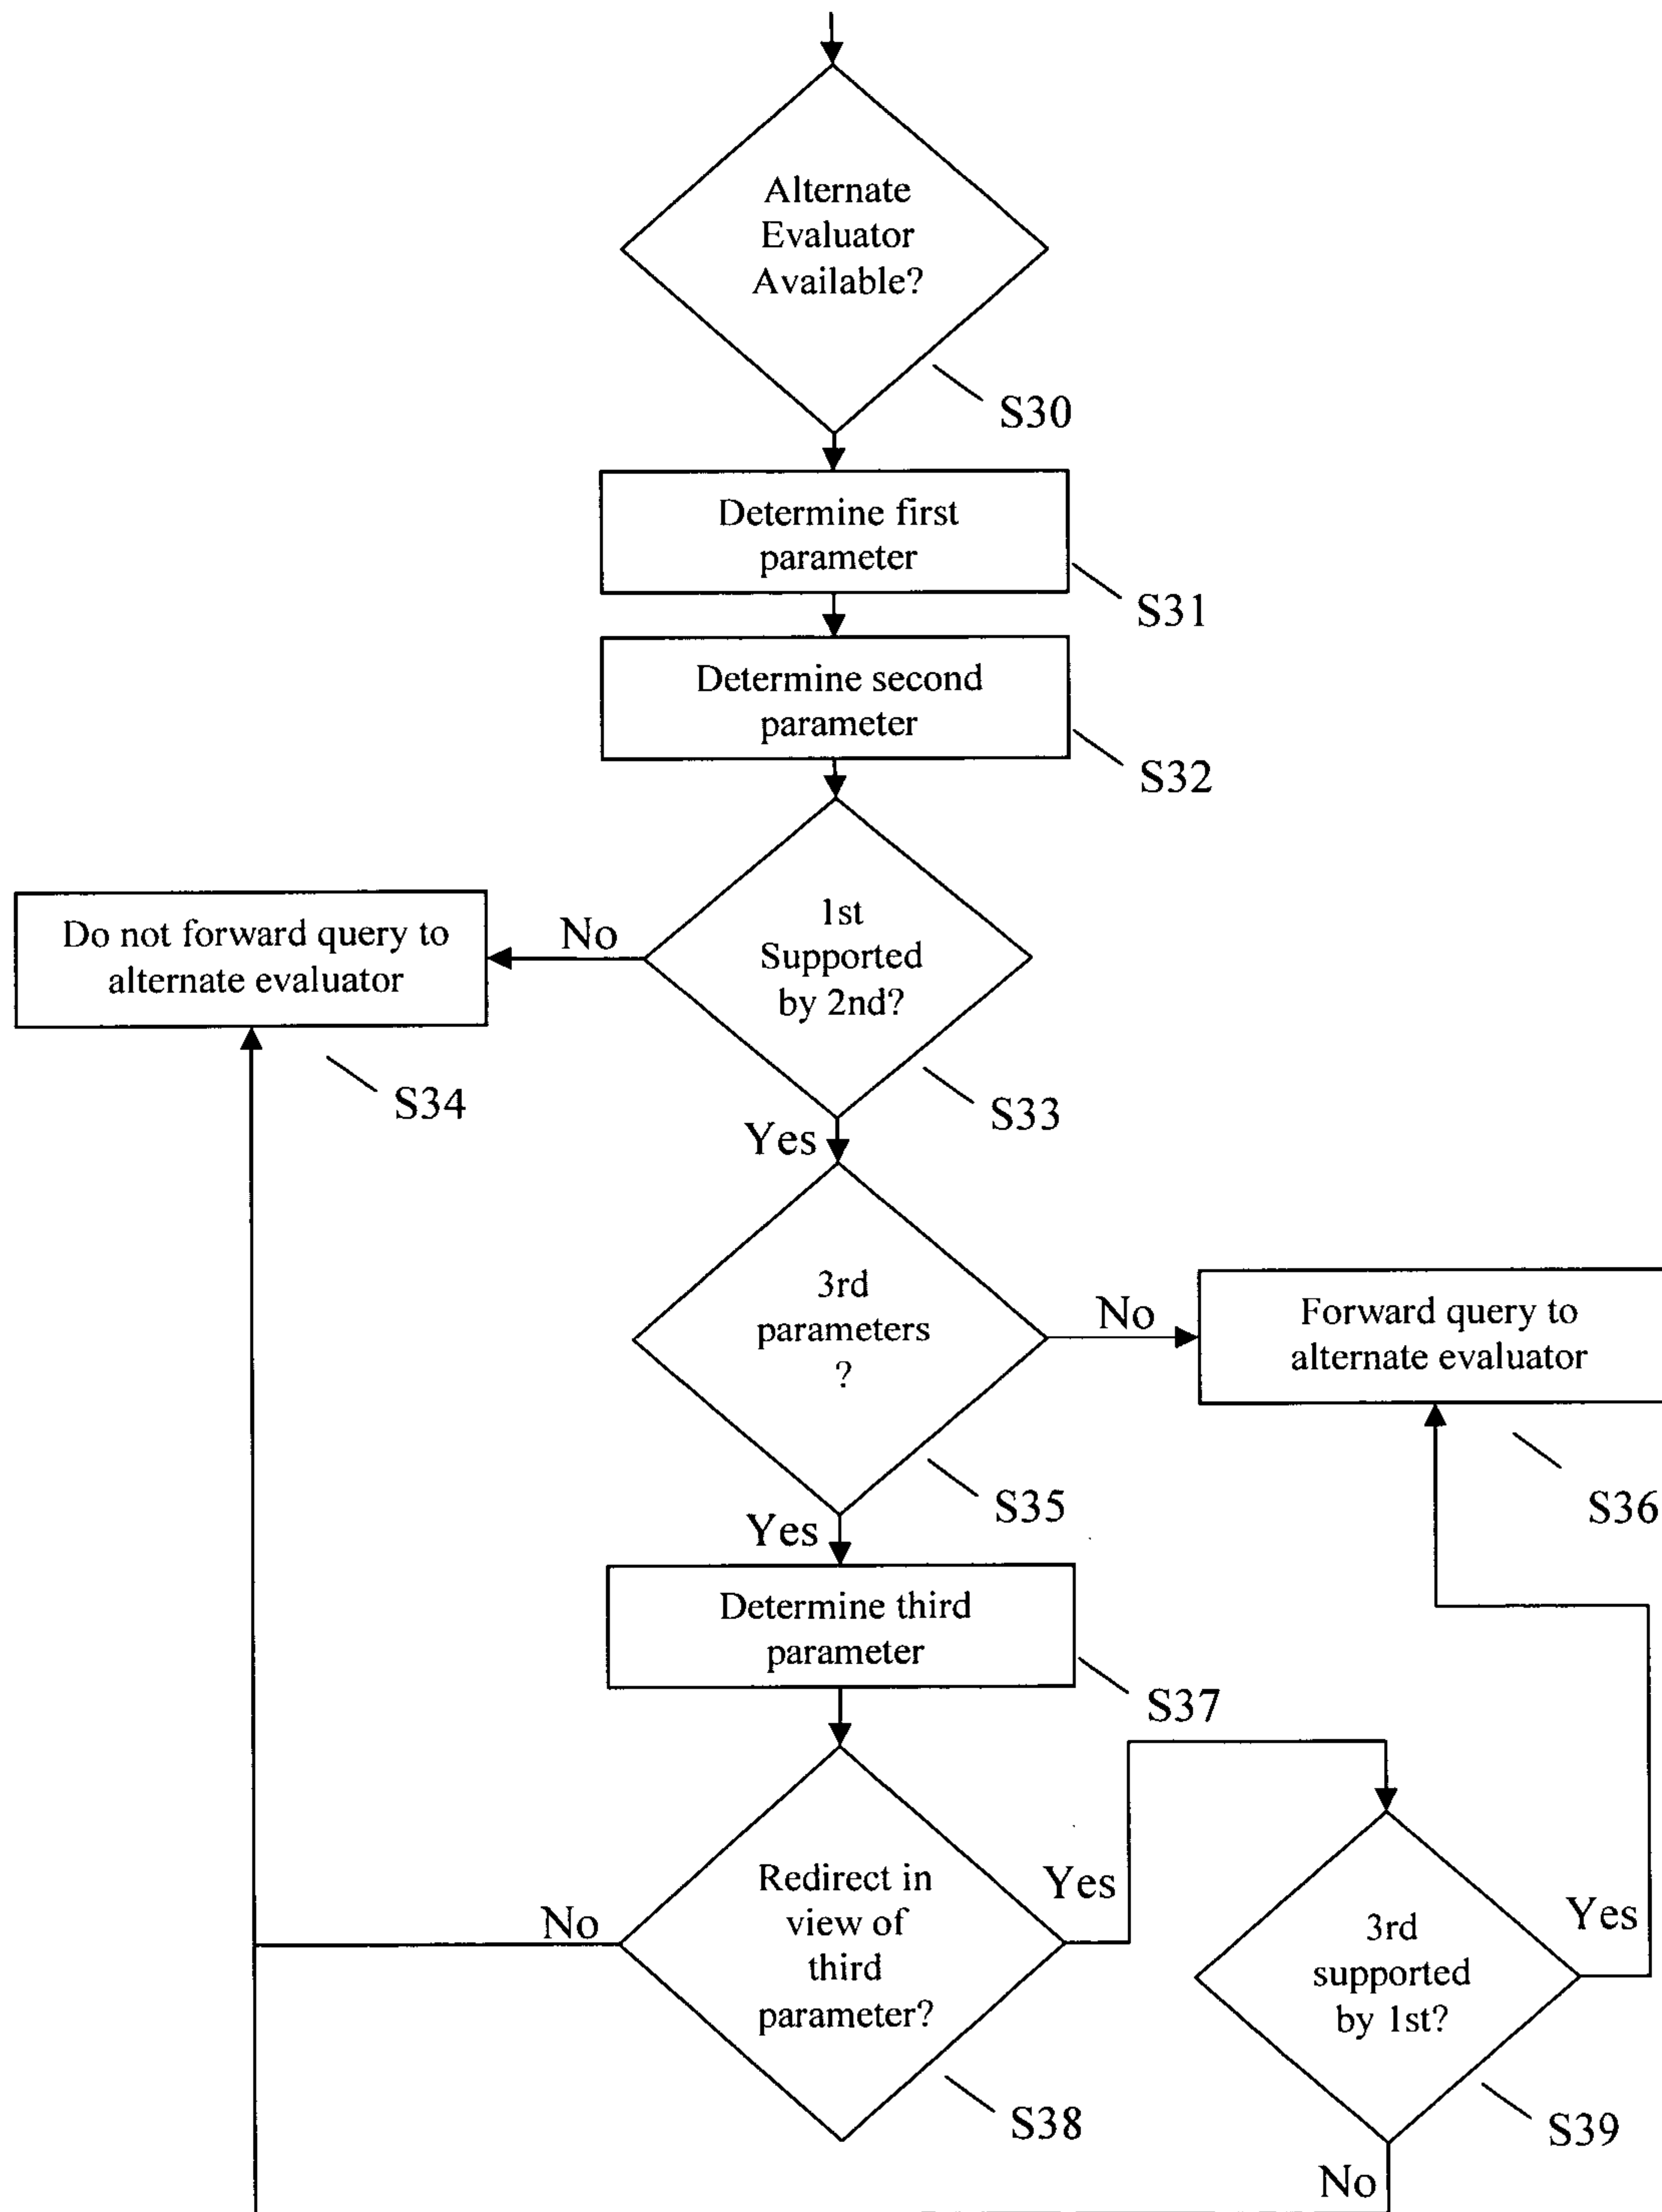 Alternate
Evaluator
Available?
S30
Determine first
parameter
S31
Determine second
parameter
S32
1st
Supported
by 2nd?
S33
No
Do not forward query to
alternate evaluator
S34
Yes
3rd
parameters
?
S35
No
Forward query to
alternate evaluator
S36
Yes
Determine third
parameter
S37
Redirect in
view of
third
parameter?
S38
No
Yes
3rd
supported
by 1st?
S39
Yes
No